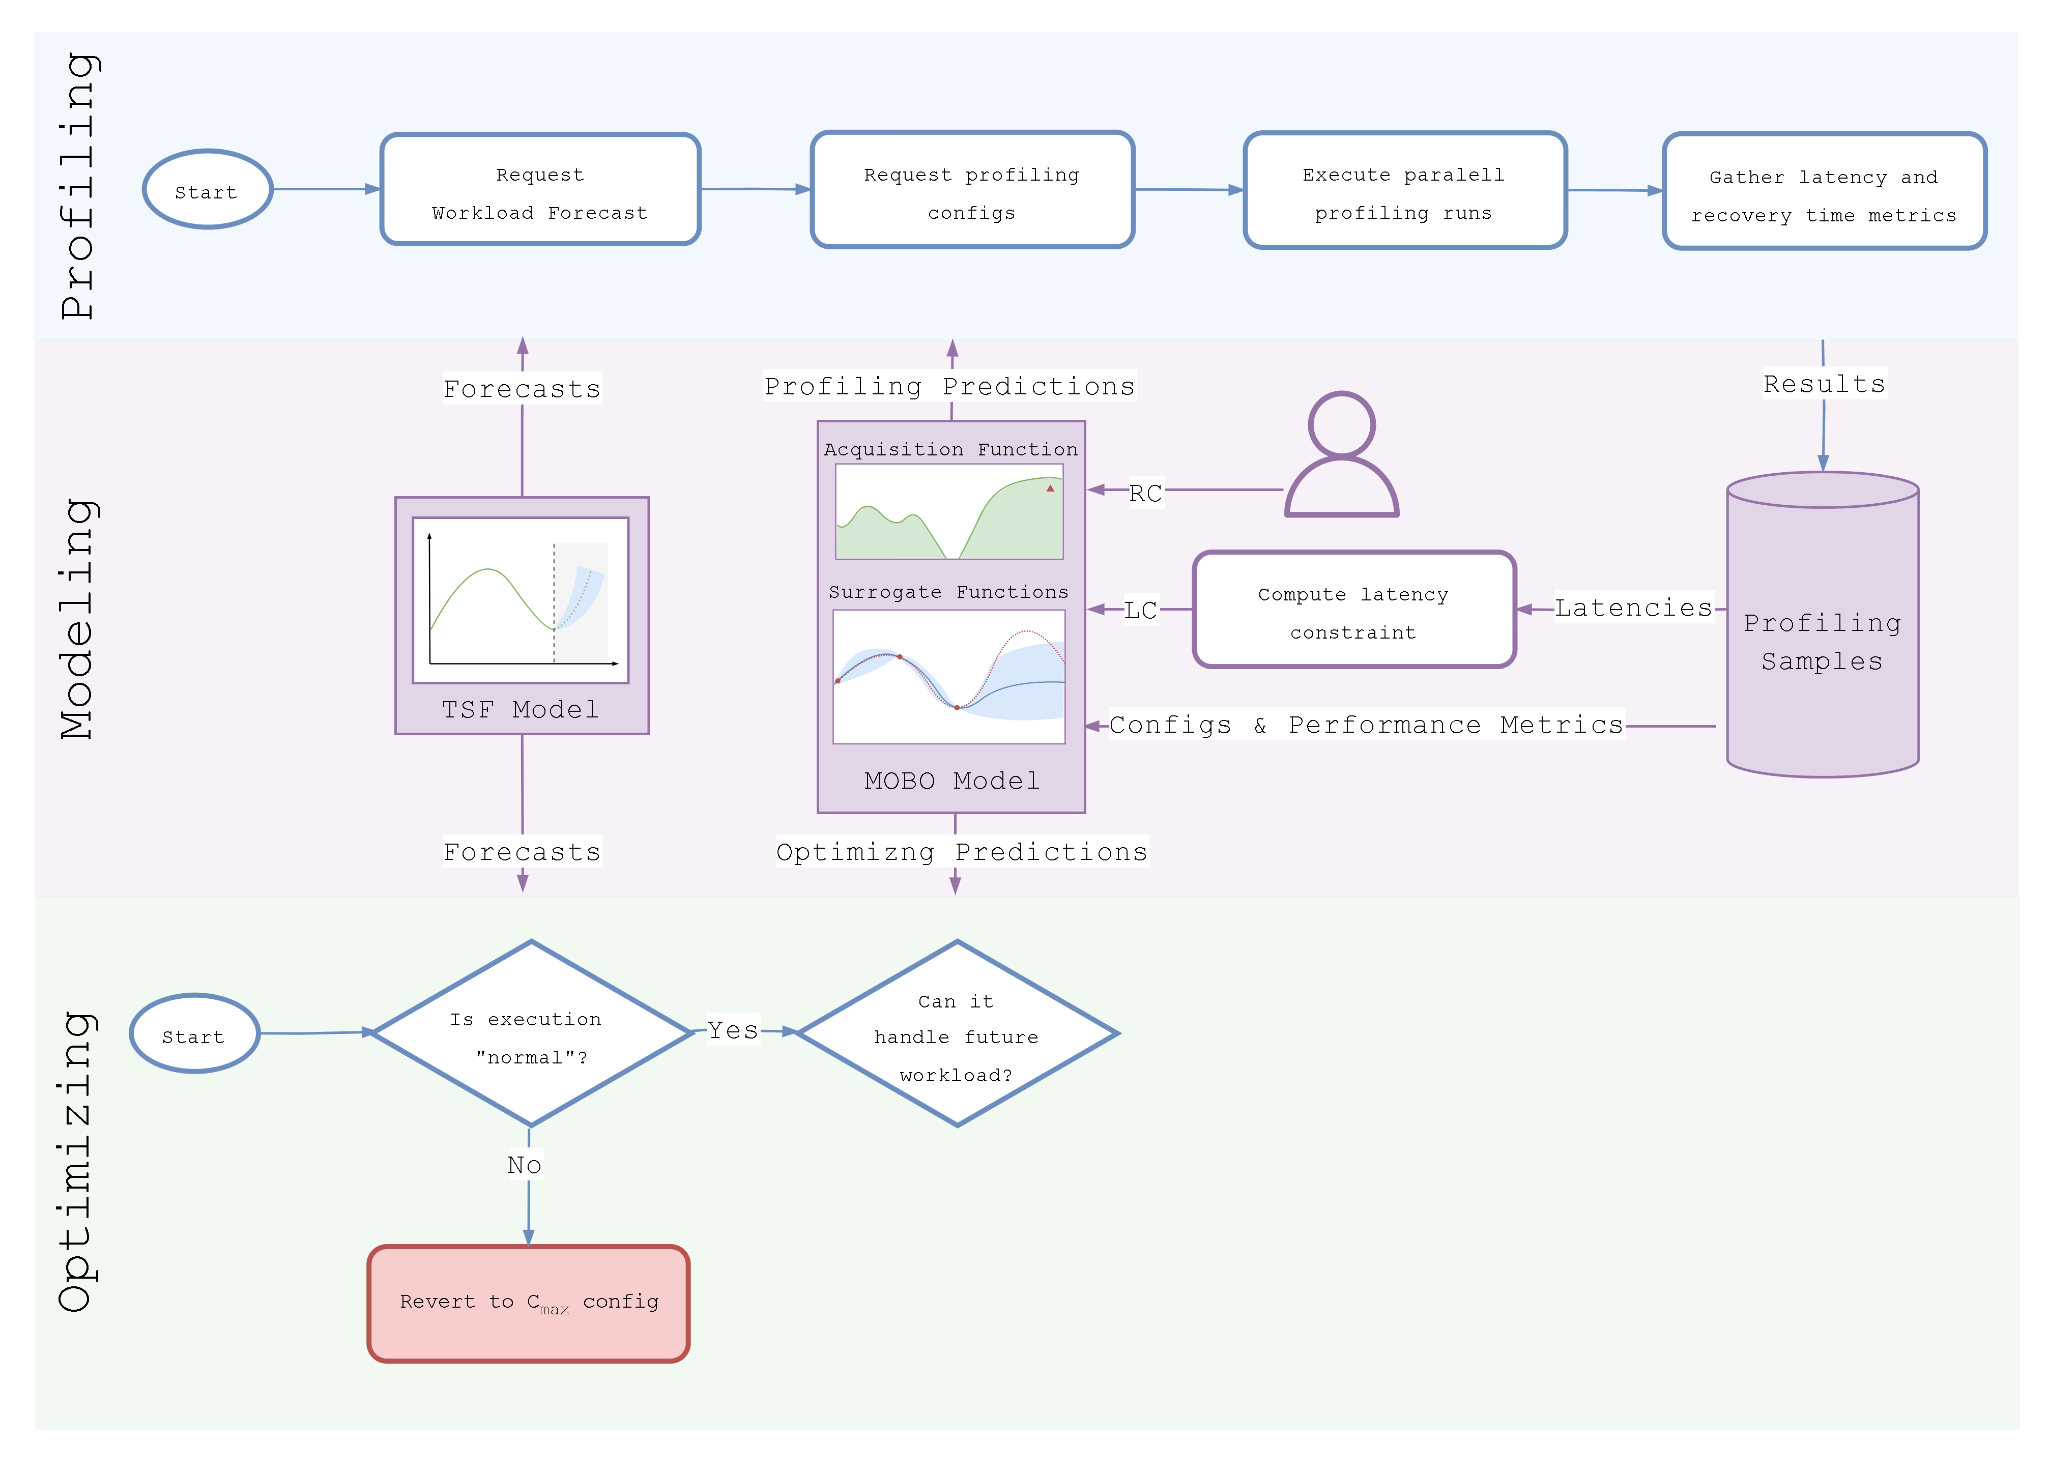 Profiling
Start
Request
Workload Forecast
Request profiling
configs
Execute paralell
profiling runs
Gather latency and
recovery time metrics
Modeling
Forecasts
Profiling Predictions
Results
Acquisition Function
RC
Surrogate Functions
LC
Compute latency
constraint
Latencies
Profiling
Samples
TSF Model
Configs & Performance Metrics
MOBO Model
Forecasts
Optimizng Predictions
Optimizing
Start
Is execution
"normal"?
Yes
Can it
handle future
workload?
No
Revert to Cmax config